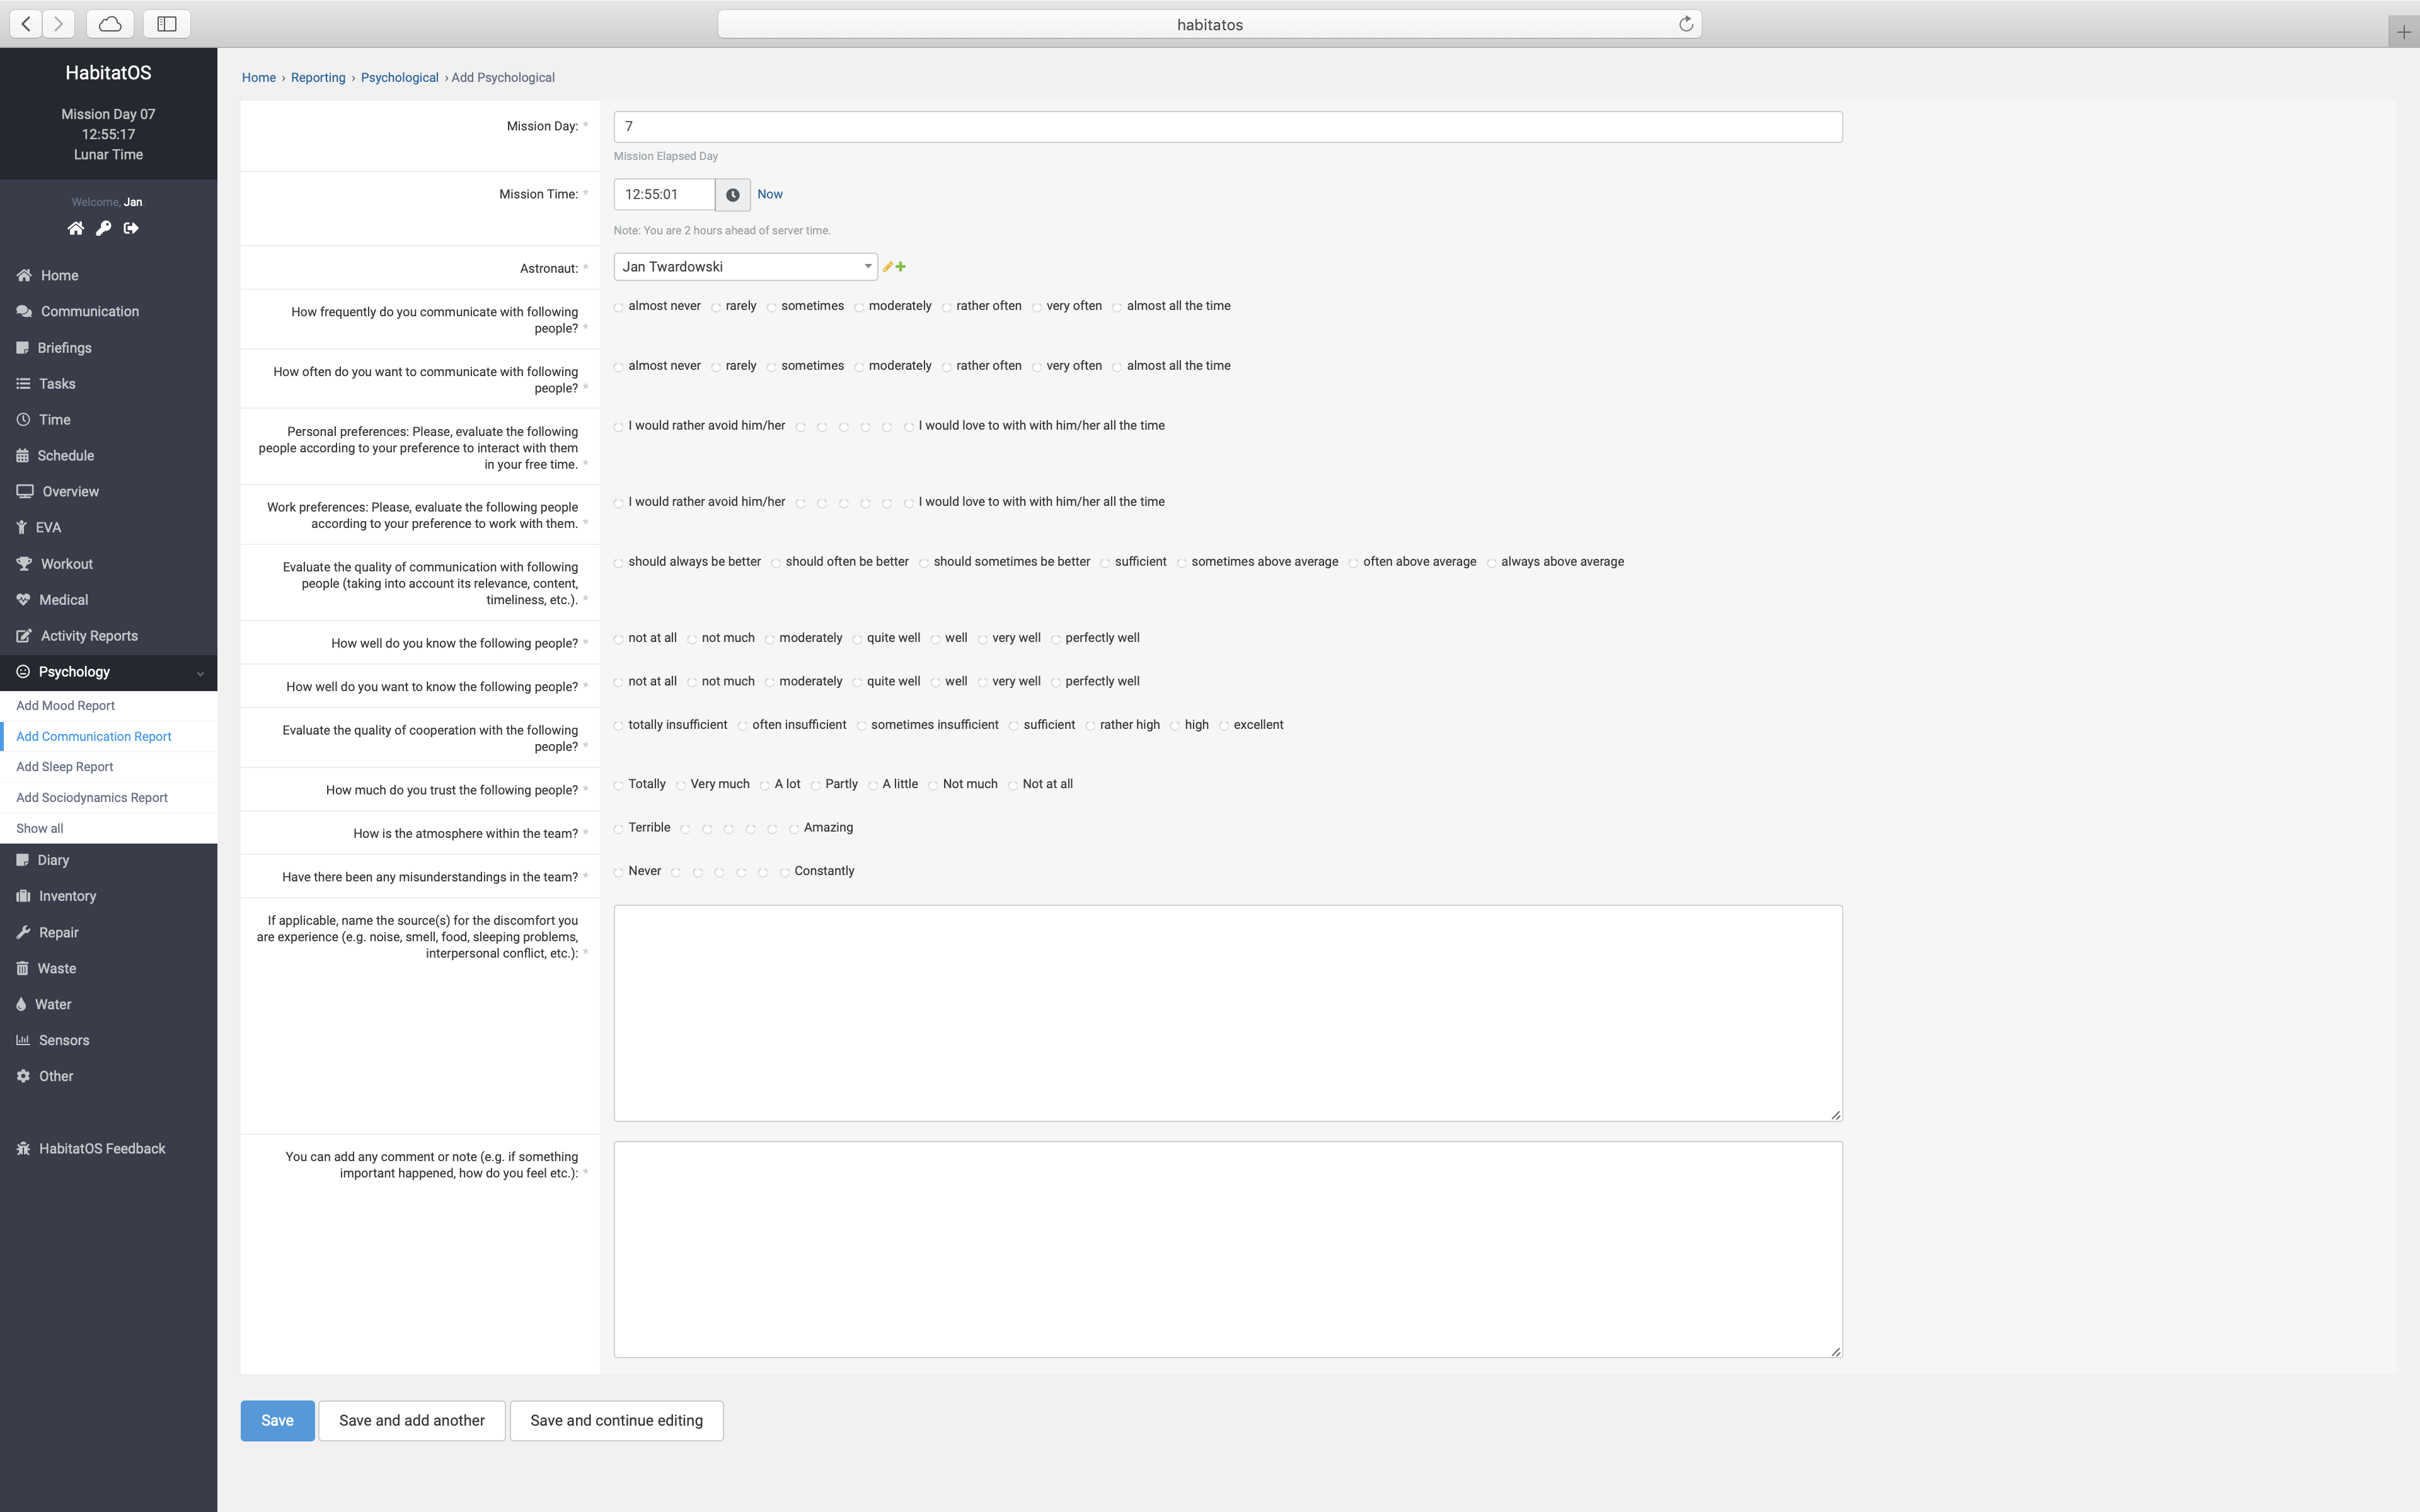 habitatos
HabitatOS
Mission Day 07
12:55:17
Lunar Time
Welcome, Jan.
Home
Communication
Briefings
Tasks
Time
Schedule
Overview
EVA
Workout
Medical
Activity Reports
Psychology
Add Mood Report
Add Communication Report
Add Sleep Report
Add Sociodynamics Report
Show all
Diary
Inventory
Repair
Waste
Water
Sensors
Other
HabitatOS Feedback
Home › Reporting › Psychological › Add Psychological
Mission Day: *
7
Mission Elapsed Day
Mission Time: *
12:55:01
Now
Note: You are 2 hours ahead of server time.
Astronaut: *
Jan Twardowski
How frequently do you communicate with following
people? *
almost never rarely sometimes moderately rather often very often almost all the time
How often do you want to communicate with following
people? *
almost never rarely sometimes moderately rather often very often almost all the time
Personal preferences: Please, evaluate the following
people according to your preference to interact with them
in your free time. *
I would rather avoid him/her I would love to with with him/her all the time
Work preferences: Please, evaluate the following people
according to your preference to work with them. *
I would rather avoid him/her I would love to with with him/her all the time
Evaluate the quality of communication with following
people (taking into account its relevance, content,
timeliness, etc.). *
should always be better should often be better should sometimes be better sufficient sometimes above average often above average always above average
How well do you know the following people? *
not at all not much moderately quite well well very well perfectly well
How well do you want to know the following people? *
not at all not much moderately quite well well very well perfectly well
Evaluate the quality of cooperation with the following
people? *
totally insufficient often insufficient sometimes insufficient sufficient rather high high excellent
How much do you trust the following people? *
Totally Very much A lot Partly A little Not much Not at all
How is the atmosphere within the team? *
Terrible Amazing
Have there been any misunderstandings in the team? *
Never Constantly
If applicable, name the source(s) for the discomfort you
are experience (e.g. noise, smell, food, sleeping problems,
interpersonal conflict, etc.): *
You can add any comment or note (e.g. if something
important happened, how do you feel etc.): *
Save
Save and add another
Save and continue editing